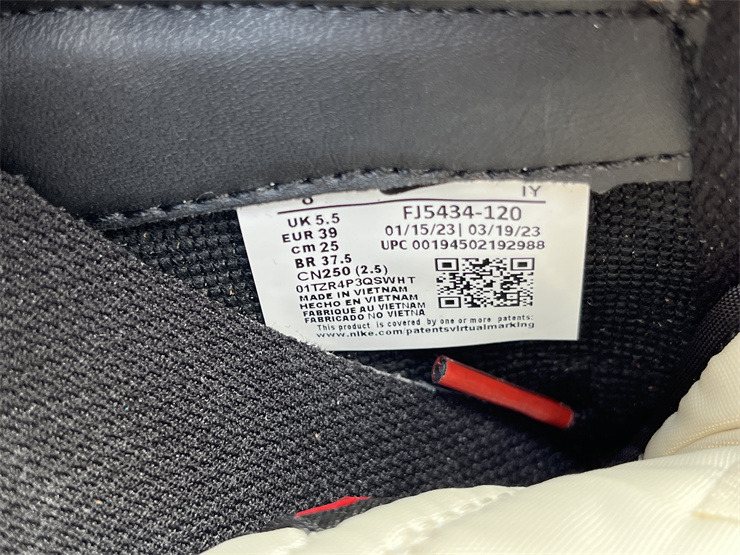 IY
UK 5.5
EUR 39
cm 25
BR 37.5
CN250 (2.5)
FJ5434-120
01/15/23| 03/19/23
UPC 00194502192988
01TZR4P3QSWHT
MADE IN VIETNAM
HECHO EN VIETNAM
FABRIQUE AU VIETNAM
FABRICADO NO VIETNA
This product is covered by one or more patents:
www.nike.com/patentsvirtualmarking